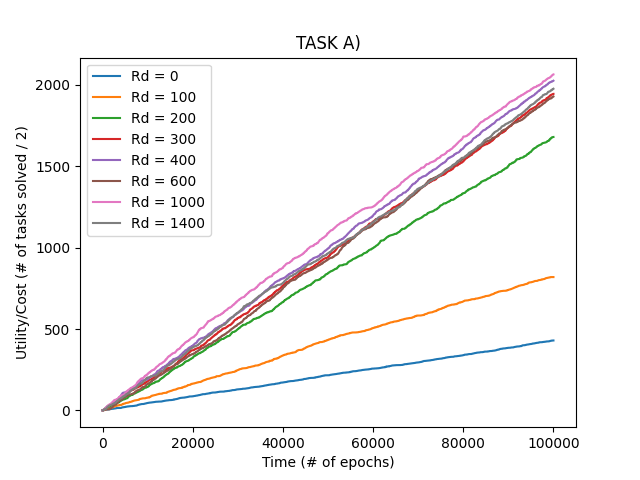 TASK A)
Utility/Cost (# of tasks solved / 2)
2000
1500
1000
500
0
Rd = 0
Rd = 100
Rd = 200
Rd = 300
Rd = 400
Rd = 600
Rd = 1000
Rd = 1400
0 20000 40000 60000 80000 100000
Time (# of epochs)